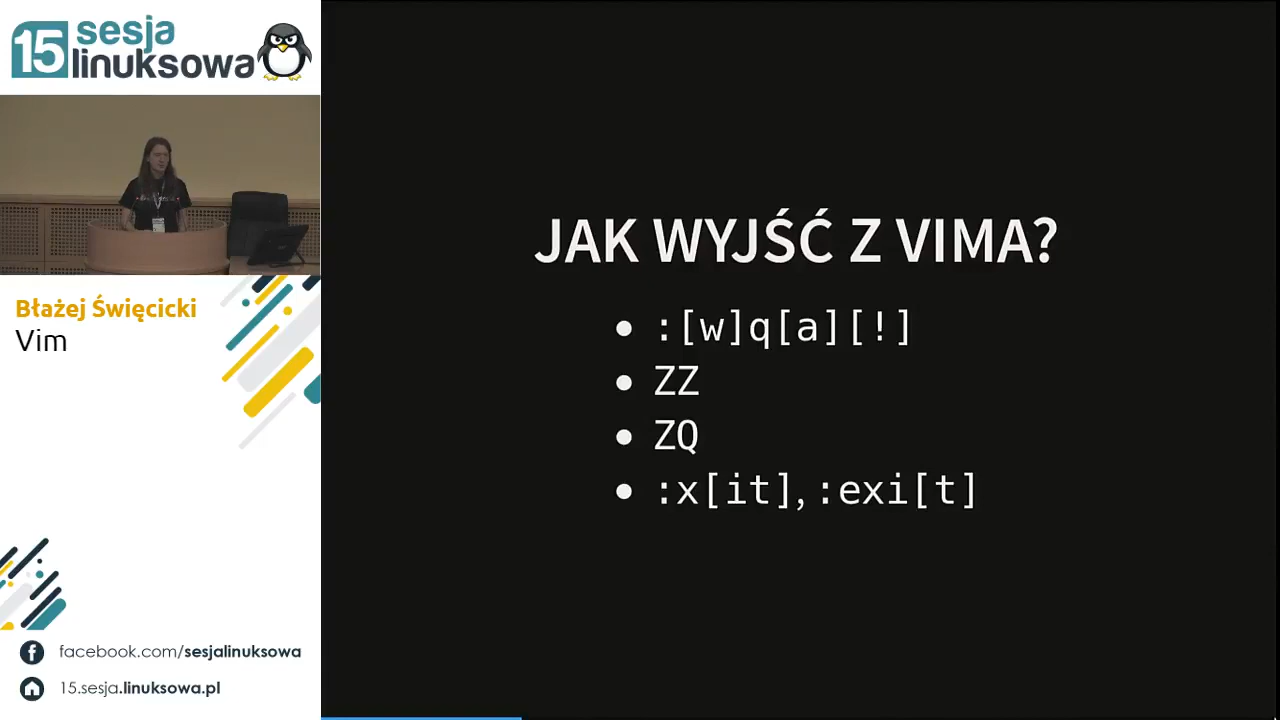 15 sesja
linuksowa
Błażej Święcicki
Vim
facebook.com/sesjalinuksowa
15.sesja.linuksowa.pl
JAK WYJŚĆ Z VIMA?
:[w]q[a][!]
ZZ
ZQ
:x[it], :exi[t]